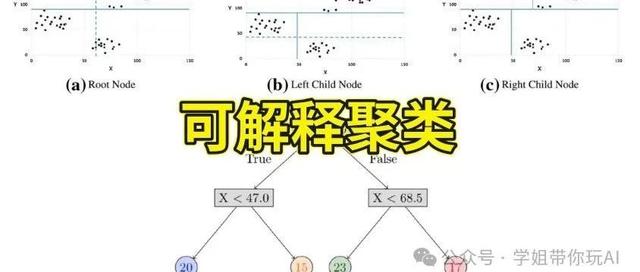 Y 100 Y 100 Y 100
50 50 50
0 0 0
0 50 100 150 0 50 100 150 0 50 100 150
X X X
(a) Root Node (b) Left Child Node (c) Right Child Node
可解释聚类
True False
X < 47.0 X < 68.5
20 15 23 17
公众号 · 学姐带你玩AI